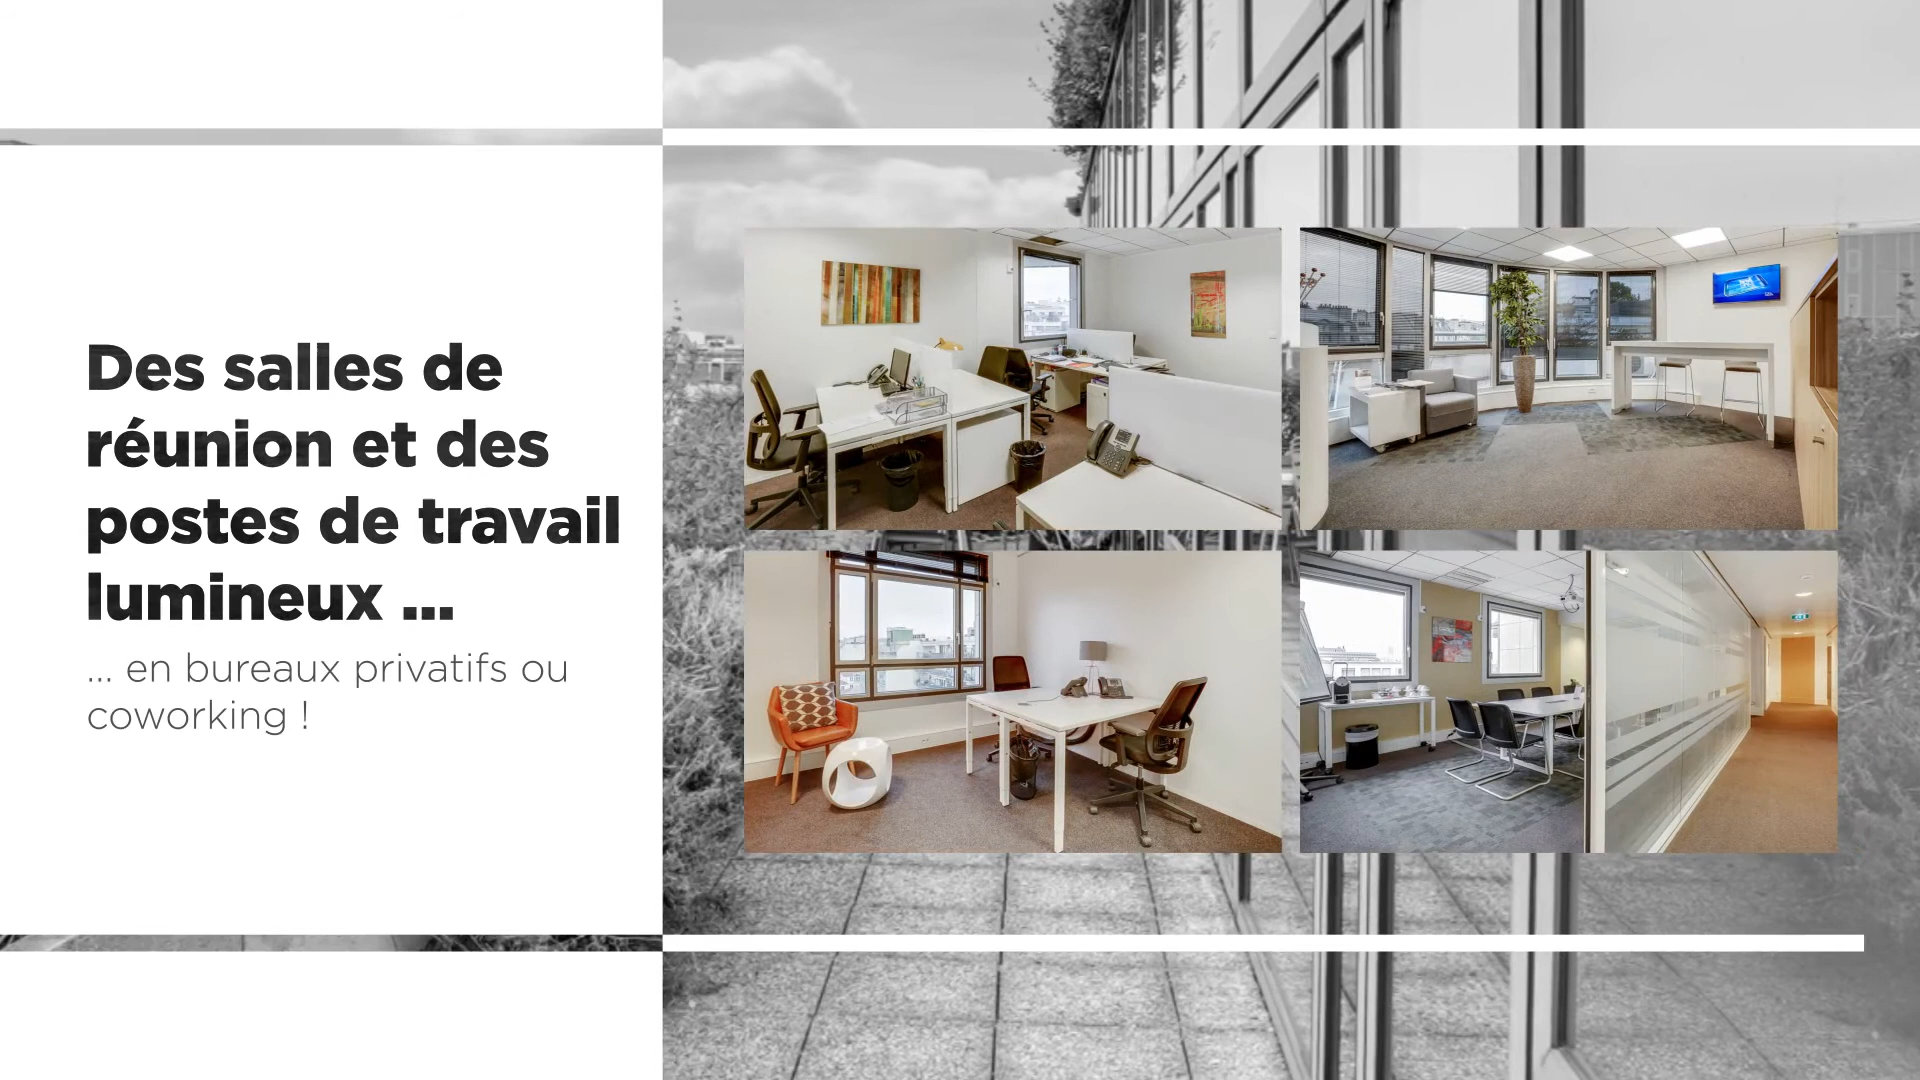 Des salles de
réunion et des
postes de travail
lumineux ...
... en bureaux privatifs ou
coworking !